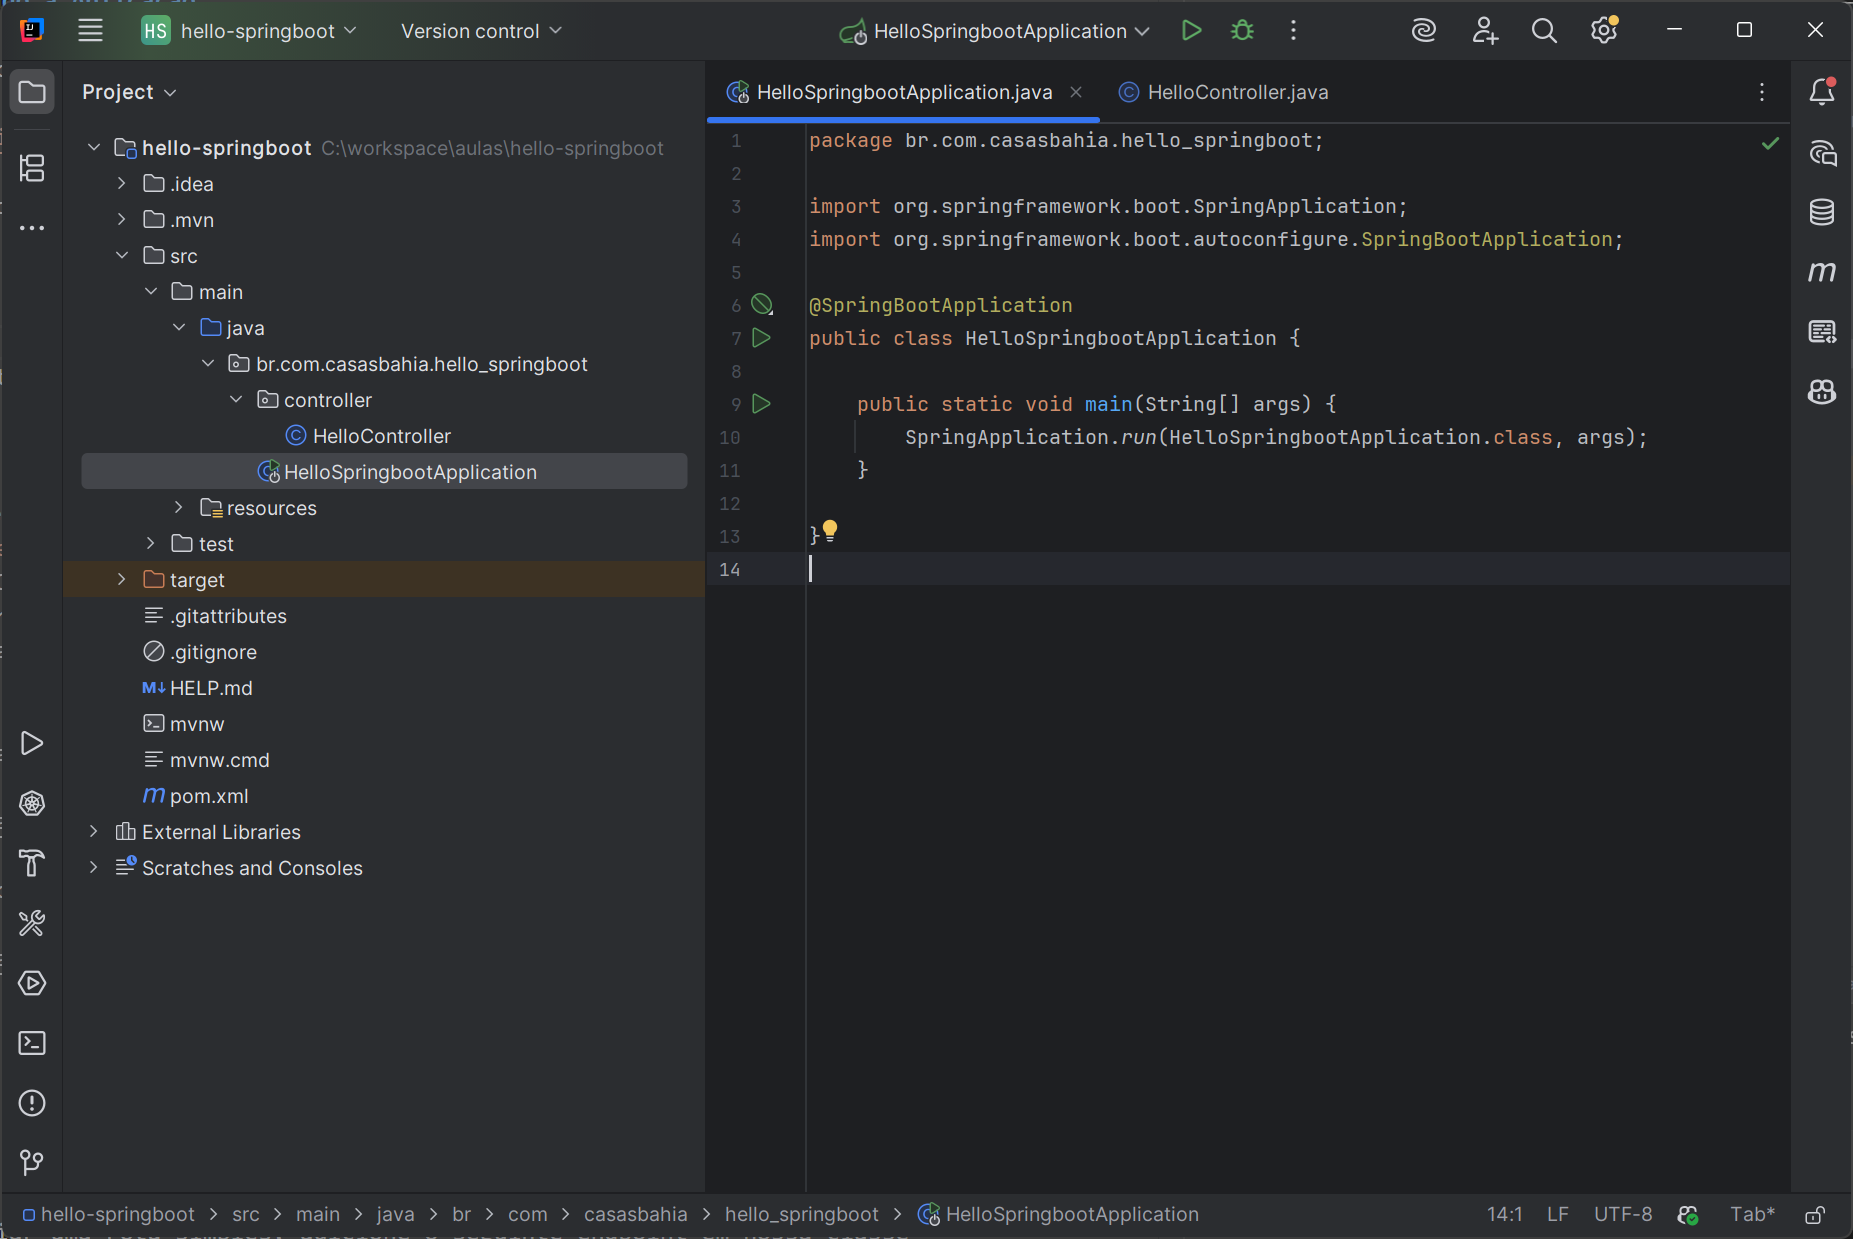 HS hello-springboot Version control HelloSpringbootApplication
Project
hello-springboot C:\workspace\aulas\hello-springboot
.idea
.mvn
src
main
java
br.com.casasbahia.hello_springboot
controller
HelloController
HelloSpringbootApplication
resources
test
target
.gitattributes
.gitignore
M↓ HELP.md
mvnw
mvnw.cmd
m pom.xml
External Libraries
Scratches and Consoles
HelloSpringbootApplication.java HelloController.java
1 package br.com.casasbahia.hello_springboot;
2
3 import org.springframework.boot.SpringApplication;
4 import org.springframework.boot.autoconfigure.SpringBootApplication;
5
6 @SpringBootApplication
7 public class HelloSpringbootApplication {
8
9 public static void main(String[] args) {
10 SpringApplication.run(HelloSpringbootApplication.class, args);
11 }
12
13 }
14
hello-springboot > src > main > java > br > com > casasbahia > hello_springboot > HelloSpringbootApplication 14:1 LF UTF-8 Tab*